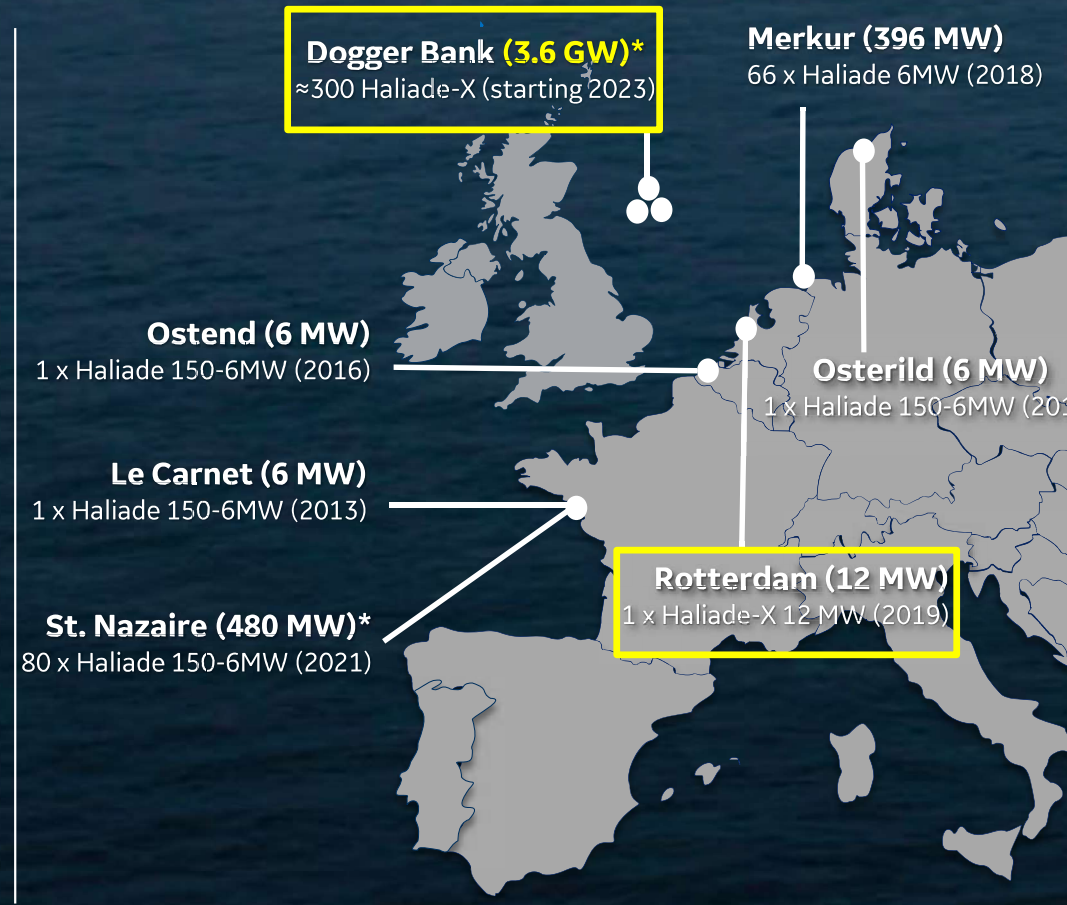 Dogger Bank (3.6 GW)*
≈300 Haliade-X (starting 2023)
Merkur (396 MW)
66 x Haliade 6MW (2018)
Ostend (6 MW)
1 x Haliade 150-6MW (2016)
Osterild (6 MW)
1 x Haliade 150-6MW (201
Le Carnet (6 MW)
1 x Haliade 150-6MW (2013)
Rotterdam (12 MW)
1 x Haliade-X 12 MW (2019)
St. Nazaire (480 MW)*
80 x Haliade 150-6MW (2021)